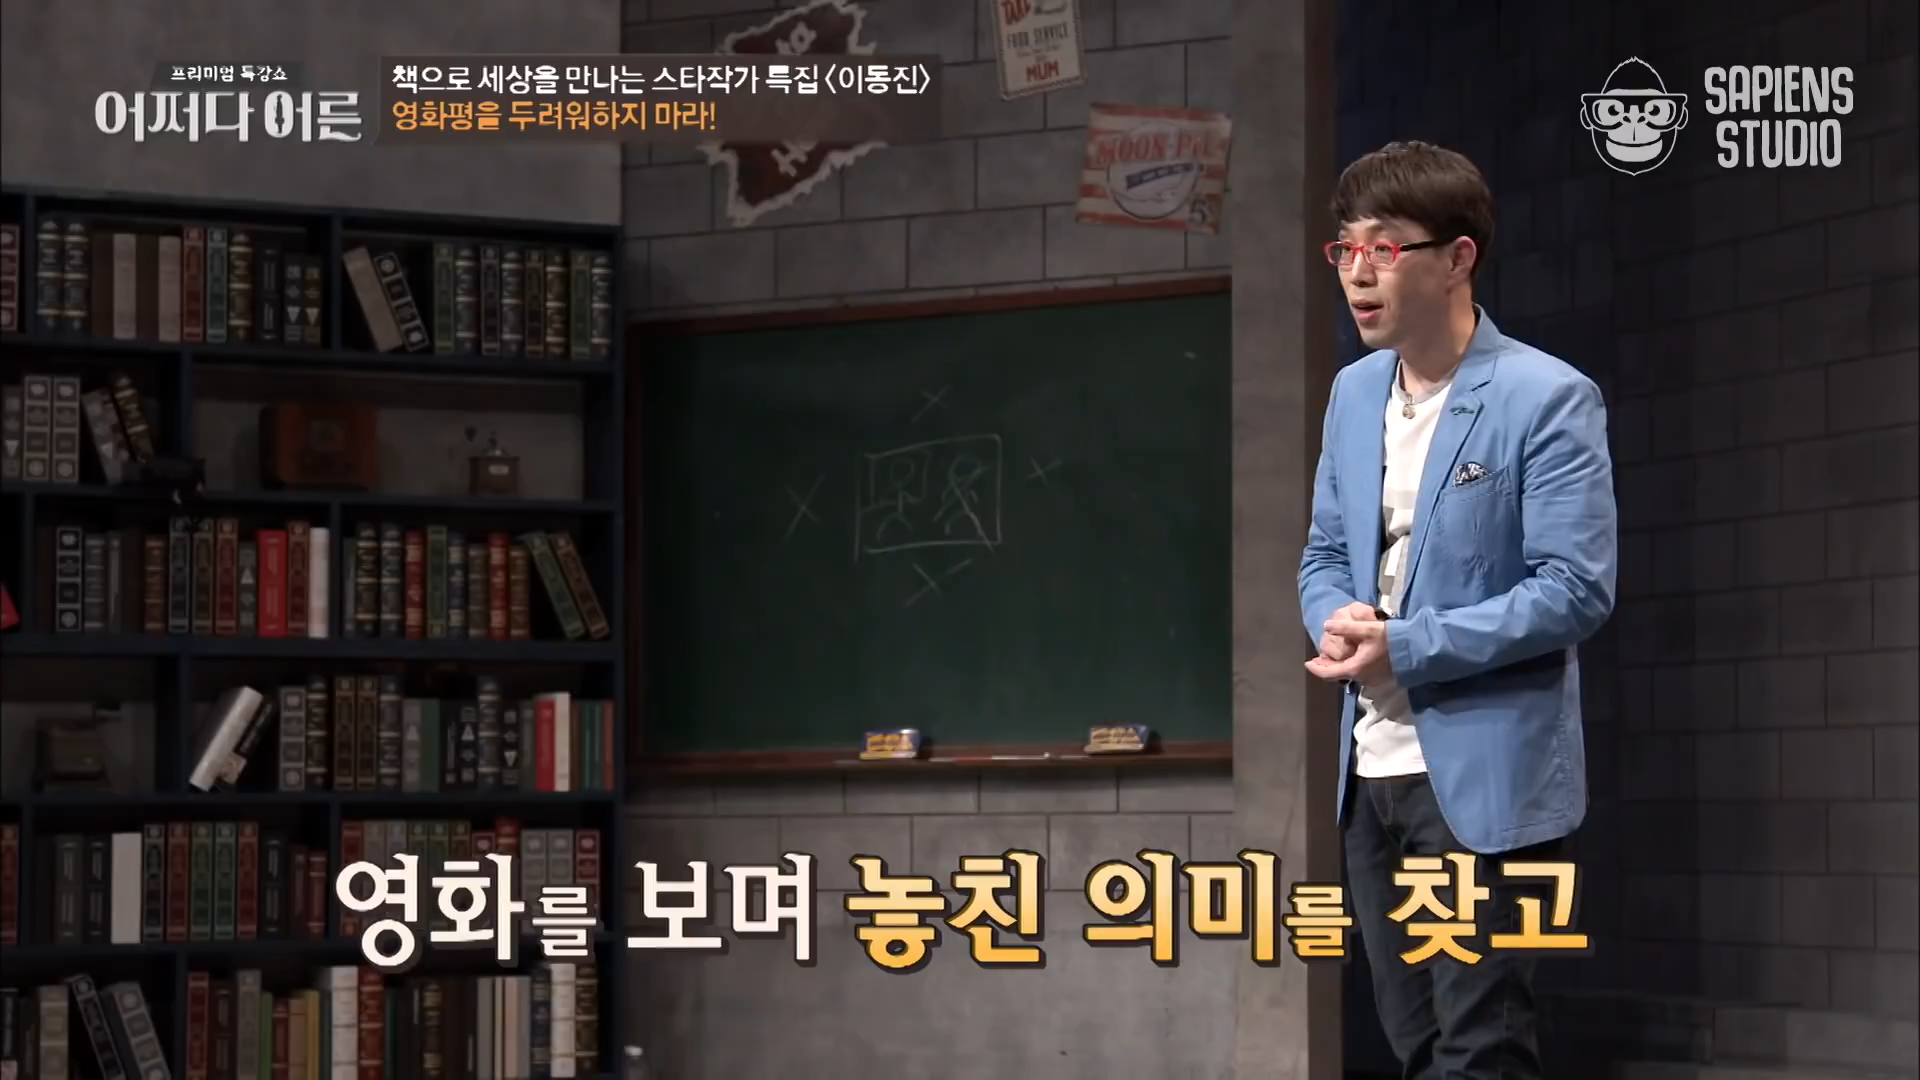 프리미엄 특강쇼
어쩌다 어른
책으로 세상을 만나는 스타작가 특집〈이동진〉
영화평을 두려워하지 마라!
SAPIENS
STUDIO
TAKE
FOOD SERVICE
MUM
MOON-PIE
영화를 보며 놓친 의미를 찾고